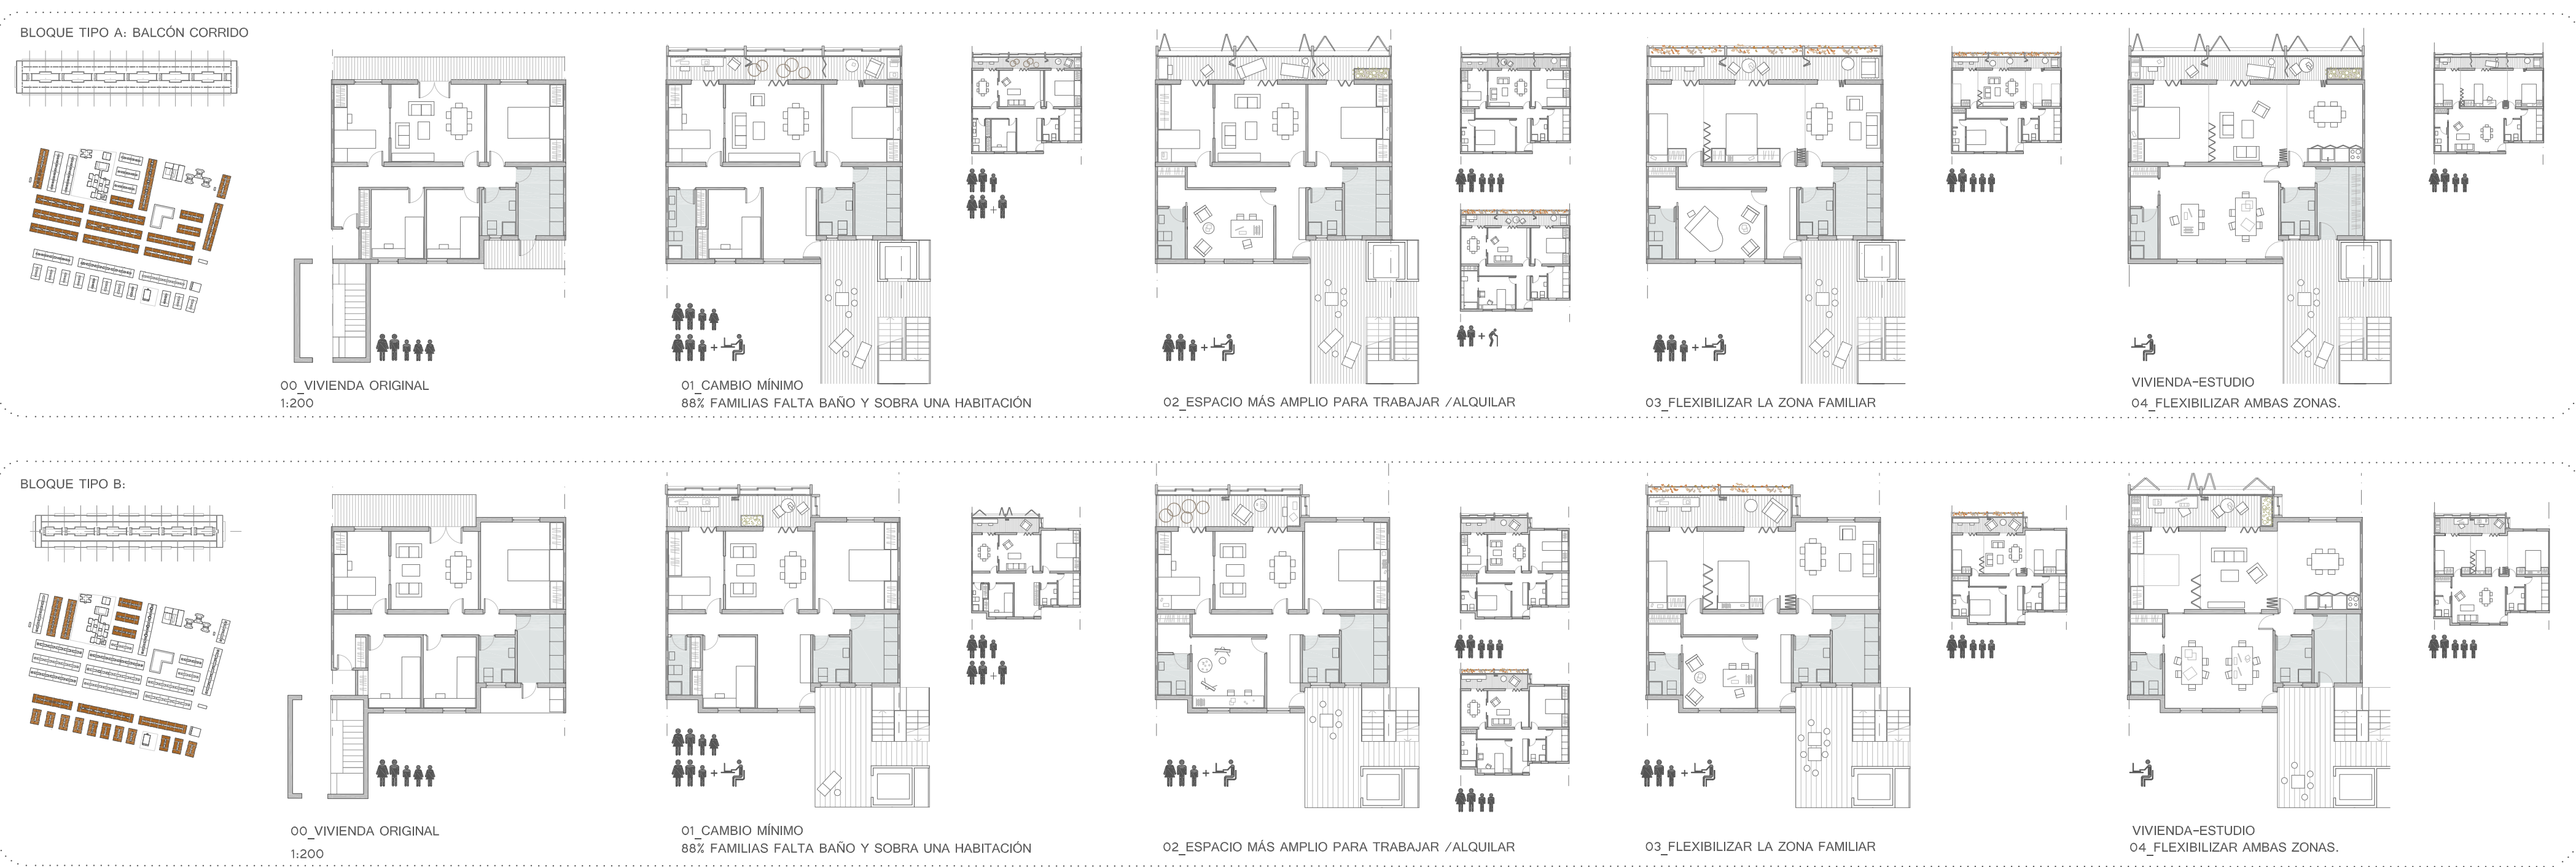 BLOQUE TIPO A: BALCÓN CORRIDO
00_VIVIENDA ORIGINAL
1:200
01_CAMBIO MÍNIMO
88% FAMILIAS FALTA BAÑO Y SOBRA UNA HABITACIÓN
02_ESPACIO MÁS AMPLIO PARA TRABAJAR /ALQUILAR
03_FLEXIBILIZAR LA ZONA FAMILIAR
VIVIENDA-ESTUDIO
04_FLEXIBILIZAR AMBAS ZONAS.
BLOQUE TIPO B:
00_VIVIENDA ORIGINAL
1:200
01_CAMBIO MÍNIMO
88% FAMILIAS FALTA BAÑO Y SOBRA UNA HABITACIÓN
02_ESPACIO MÁS AMPLIO PARA TRABAJAR /ALQUILAR
03_FLEXIBILIZAR LA ZONA FAMILIAR
VIVIENDA-ESTUDIO
04_FLEXIBILIZAR AMBAS ZONAS.